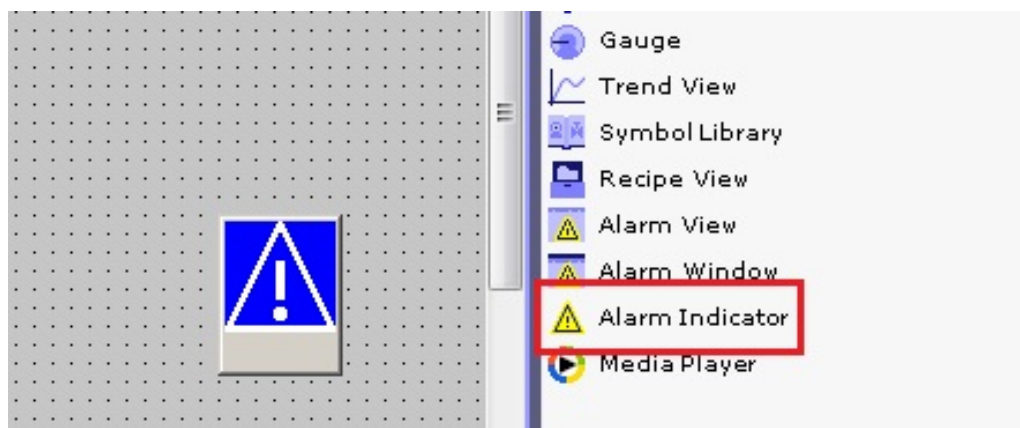 Gauge
Trend View
Symbol Library
Recipe View
Alarm View
Alarm Window
Alarm Indicator
Media Player